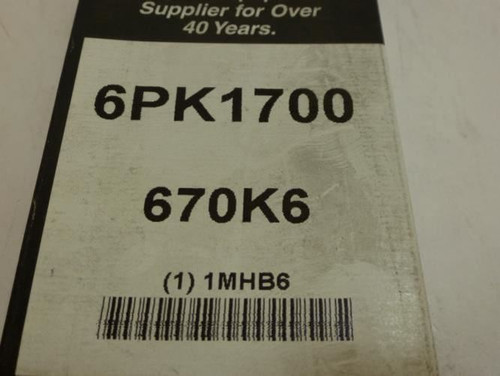 Supplier for Over
40 Years.
6PK1700
670K6
(1) 1MHB6